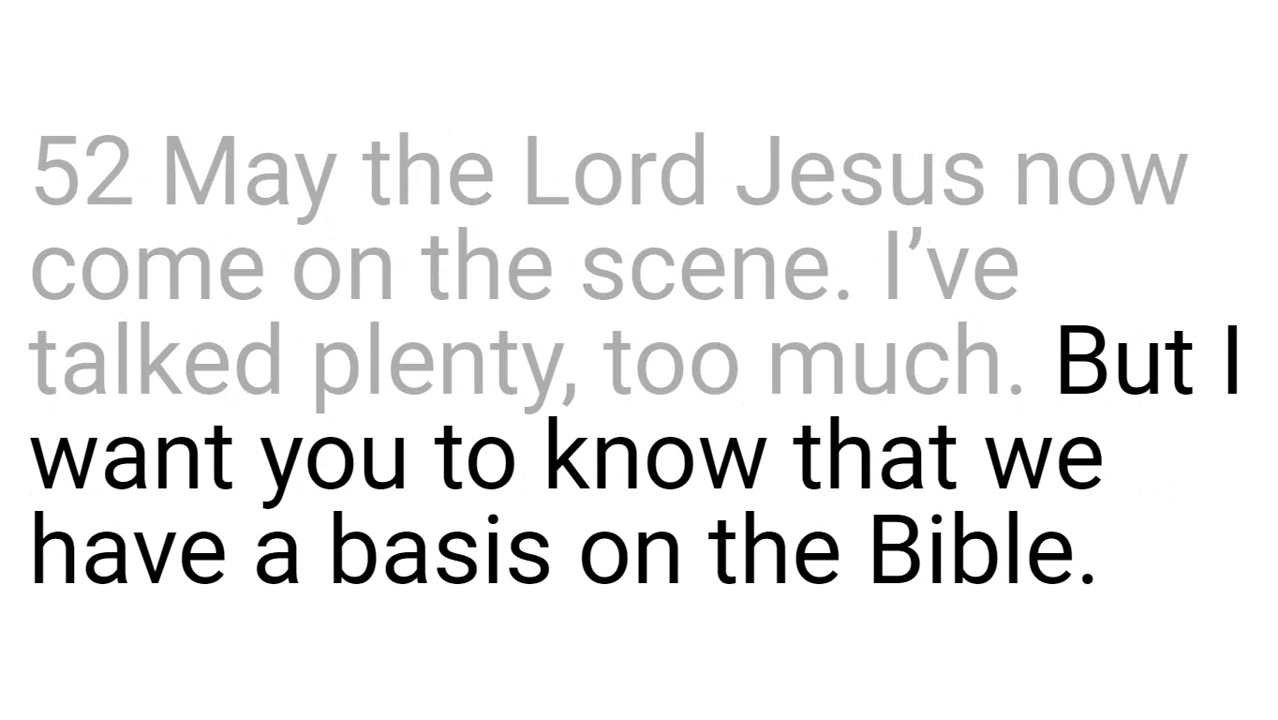 52 May the Lord Jesus now
come on the scene. I’ve
talked plenty, too much. But I
want you to know that we
have a basis on the Bible.